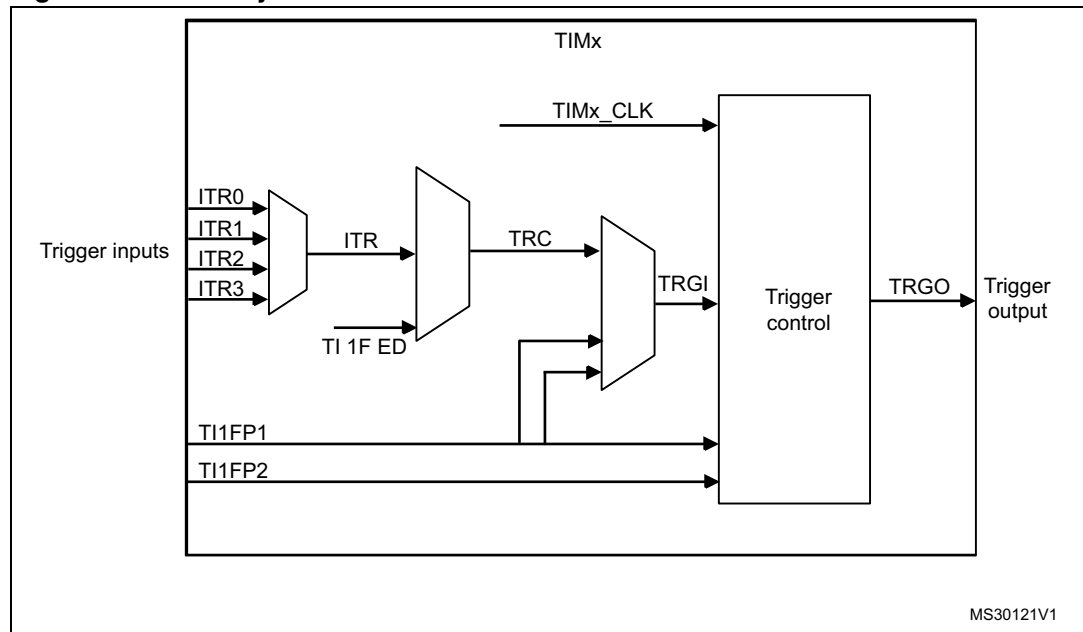 TIMx
TIMx_CLK
ITR0
ITR1
ITR2
ITR3
Trigger inputs
ITR
TRC
TI 1F ED
TRGI
Trigger
control
TRGO
Trigger
output
TI1FP1
TI1FP2
MS30121V1